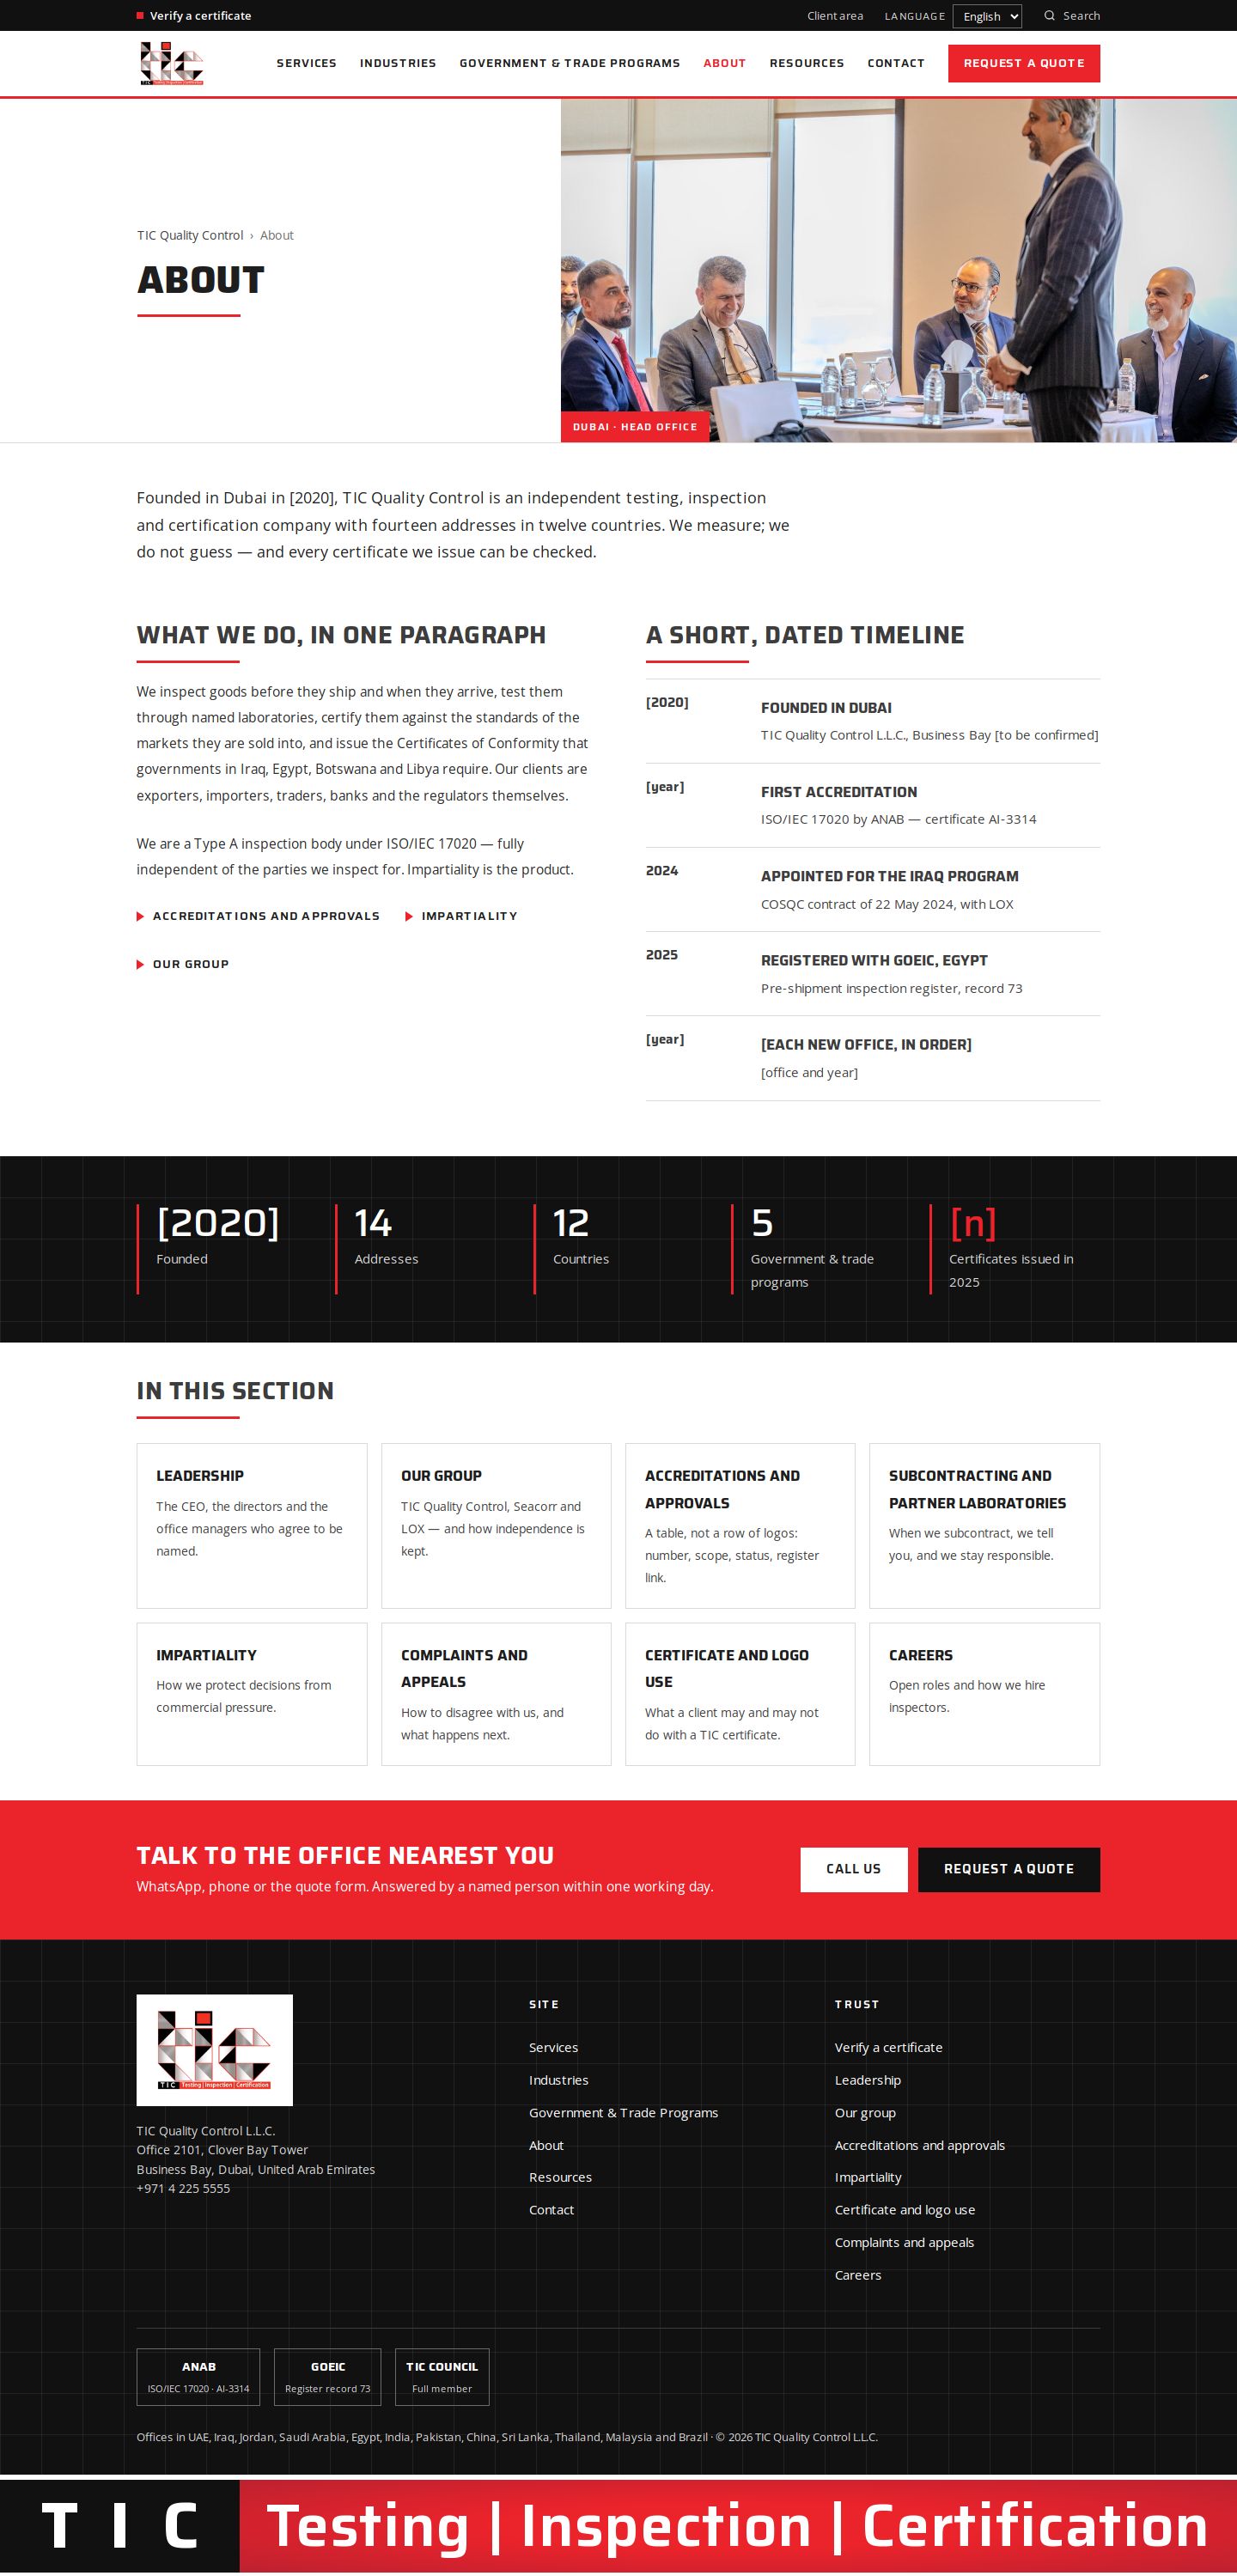 Verify a certificate
Client area
LANGUAGE
English
Search
tic
TIC Testing | Inspection | Certification
SERVICES
INDUSTRIES
GOVERNMENT & TRADE PROGRAMS
ABOUT
RESOURCES
CONTACT
REQUEST A QUOTE
TIC Quality Control › About
ABOUT
DUBAI · HEAD OFFICE
Founded in Dubai in [2020], TIC Quality Control is an independent testing, inspection
and certification company with fourteen addresses in twelve countries. We measure; we
do not guess — and every certificate we issue can be checked.
WHAT WE DO, IN ONE PARAGRAPH
We inspect goods before they ship and when they arrive, test them
through named laboratories, certify them against the standards of the
markets they are sold into, and issue the Certificates of Conformity that
governments in Iraq, Egypt, Botswana and Libya require. Our clients are
exporters, importers, traders, banks and the regulators themselves.
We are a Type A inspection body under ISO/IEC 17020 — fully
independent of the parties we inspect for. Impartiality is the product.
ACCREDITATIONS AND APPROVALS
IMPARTIALITY
OUR GROUP
A SHORT, DATED TIMELINE
[2020]
FOUNDED IN DUBAI
TIC Quality Control L.L.C., Business Bay [to be confirmed]
[year]
FIRST ACCREDITATION
ISO/IEC 17020 by ANAB — certificate AI-3314
2024
APPOINTED FOR THE IRAQ PROGRAM
COSQC contract of 22 May 2024, with LOX
2025
REGISTERED WITH GOEIC, EGYPT
Pre-shipment inspection register, record 73
[year]
[EACH NEW OFFICE, IN ORDER]
[office and year]
[2020]
Founded
14
Addresses
12
Countries
5
Government & trade
programs
[n]
Certificates issued in
2025
IN THIS SECTION
LEADERSHIP
The CEO, the directors and the
office managers who agree to be
named.
OUR GROUP
TIC Quality Control, Seacorr and
LOX — and how independence is
kept.
ACCREDITATIONS AND
APPROVALS
A table, not a row of logos:
number, scope, status, register
link.
SUBCONTRACTING AND
PARTNER LABORATORIES
When we subcontract, we tell
you, and we stay responsible.
IMPARTIALITY
How we protect decisions from
commercial pressure.
COMPLAINTS AND
APPEALS
How to disagree with us, and
what happens next.
CERTIFICATE AND LOGO
USE
What a client may and may not
do with a TIC certificate.
CAREERS
Open roles and how we hire
inspectors.
TALK TO THE OFFICE NEAREST YOU
WhatsApp, phone or the quote form. Answered by a named person within one working day.
CALL US
REQUEST A QUOTE
tic
TIC Testing | Inspection | Certification
TIC Quality Control L.L.C.
Office 2101, Clover Bay Tower
Business Bay, Dubai, United Arab Emirates
+971 4 225 5555
SITE
Services
Industries
Government & Trade Programs
About
Resources
Contact
TRUST
Verify a certificate
Leadership
Our group
Accreditations and approvals
Impartiality
Certificate and logo use
Complaints and appeals
Careers
ANAB
ISO/IEC 17020 · AI-3314
GOEIC
Register record 73
TIC COUNCIL
Full member
Offices in UAE, Iraq, Jordan, Saudi Arabia, Egypt, India, Pakistan, China, Sri Lanka, Thailand, Malaysia and Brazil · © 2026 TIC Quality Control L.L.C.
TIC Testing | Inspection | Certification